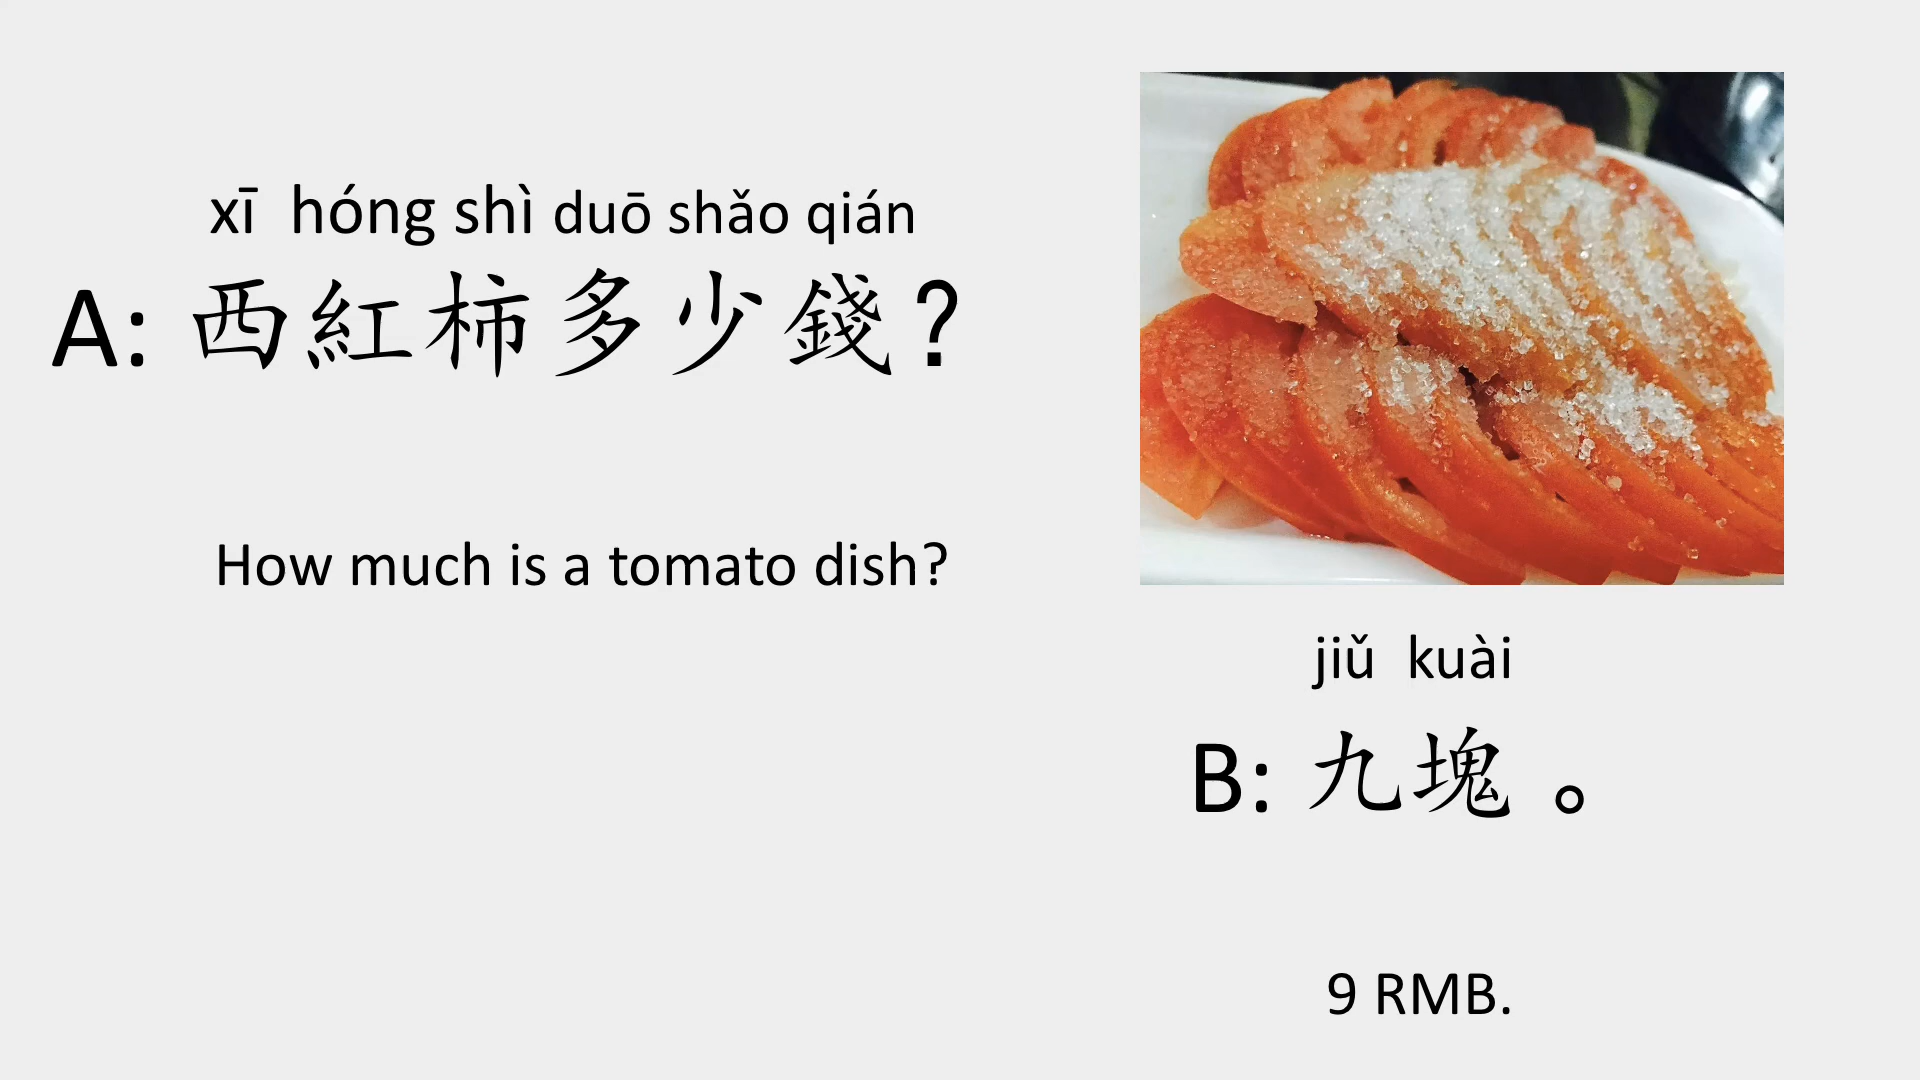 xī hóng shì duō shǎo qián
A: 西紅柿多少錢?
How much is a tomato dish?
jiǔ kuài
B: 九塊。
9 RMB.